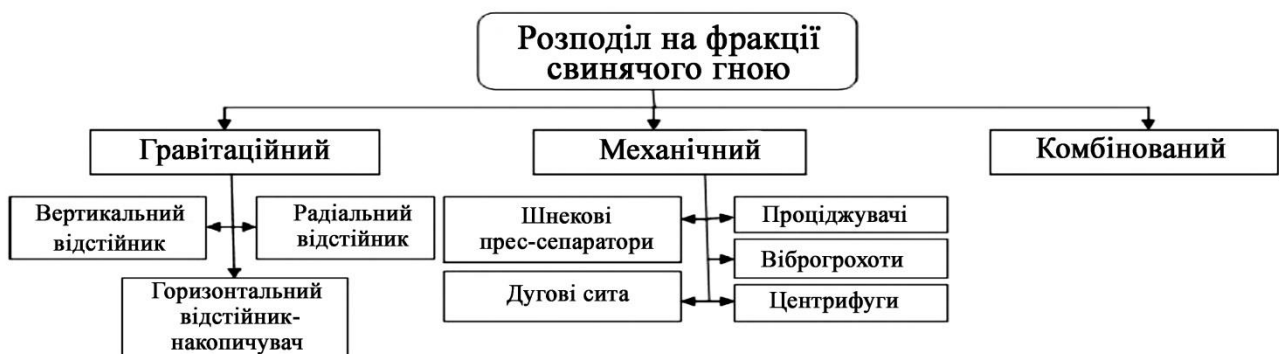 Розподіл на фракції
свинячого гною
Гравітаційний
Механічний
Комбінований
Вертикальний
відстійник
Радіальний
відстійник
Горизонтальний
відстійник-
накопичувач
Шнекові
прес-сепаратори
Проціджувачі
Віброгрохоти
Дугові сита
Центрифуги